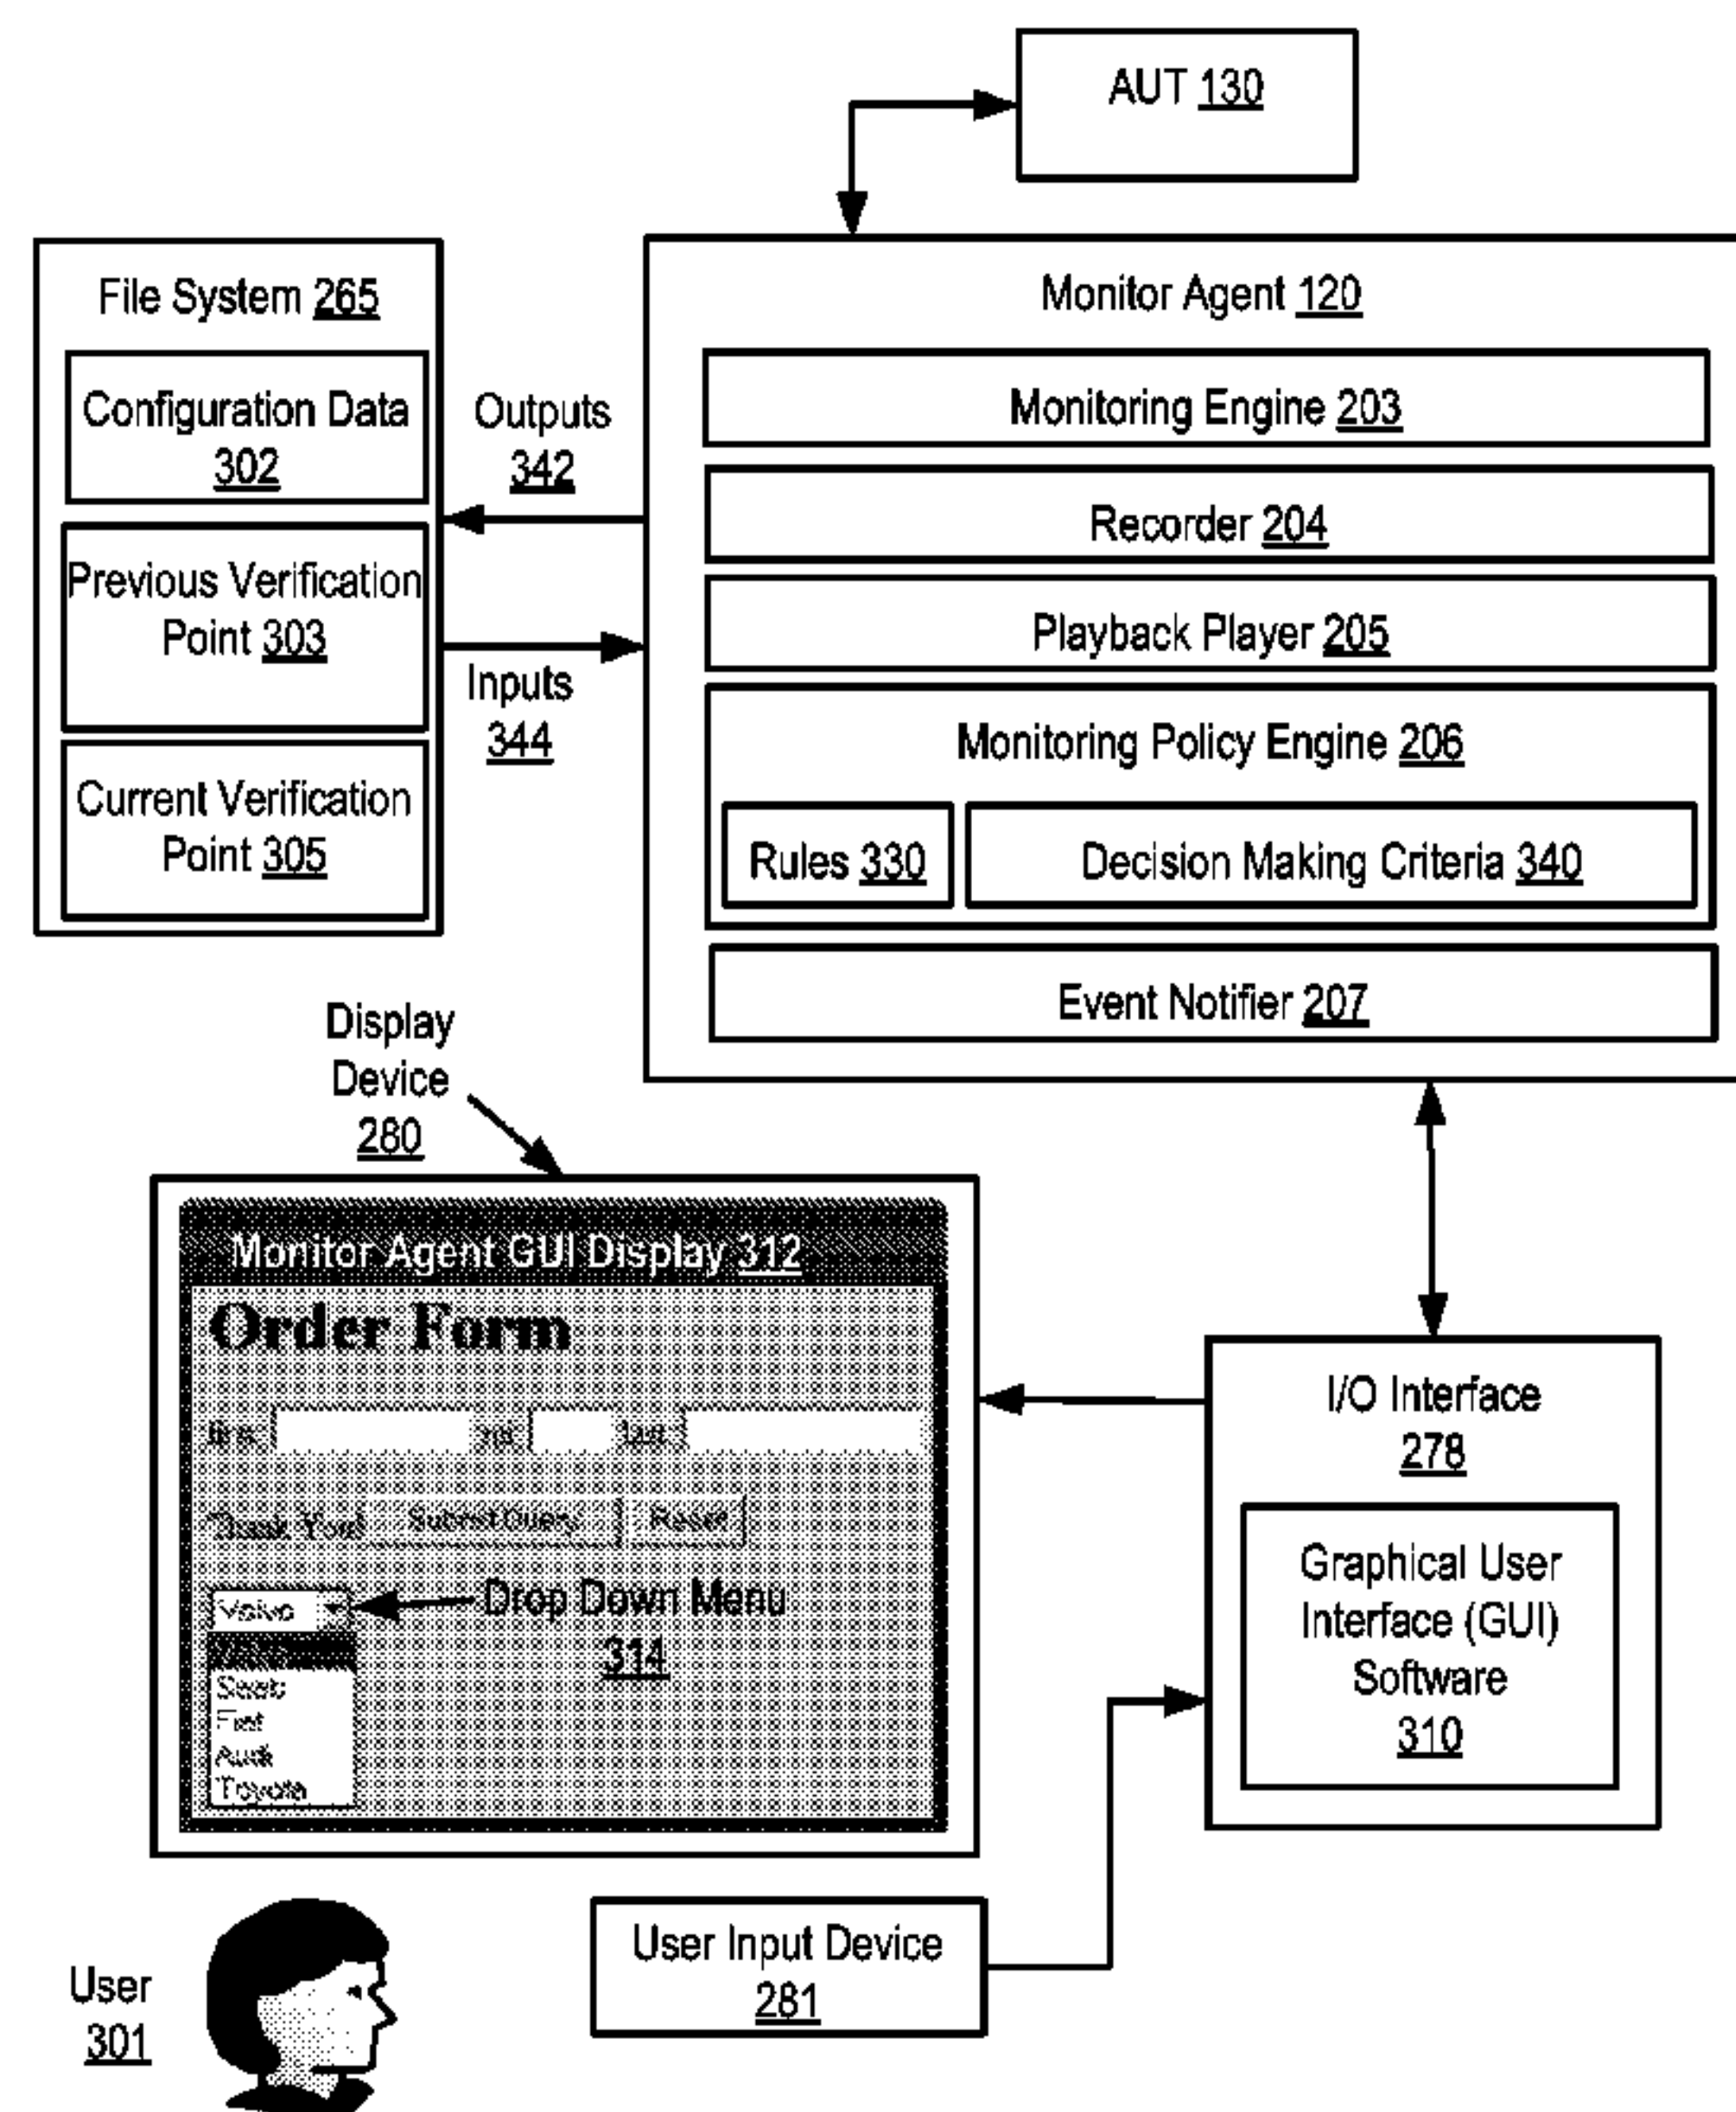 AUT 130
File System 265
Configuration Data
302
Previous Verification
Point 303
Current Verification
Point 305
Outputs
342
Inputs
344
Monitor Agent 120
Monitoring Engine 203
Recorder 204
Playback Player 205
Monitoring Policy Engine 206
Rules 330
Decision Making Criteria 340
Event Notifier 207
Display
Device
280
Monitor Agent GUI Display 312
Order Form
first
mi
last
Thank You!
Submit Query
Reset
Volvo
Drop Down Menu
314
Saab
Fiat
Audi
Toyota
I/O Interface
278
Graphical User
Interface (GUI)
Software
310
User Input Device
281
User
301